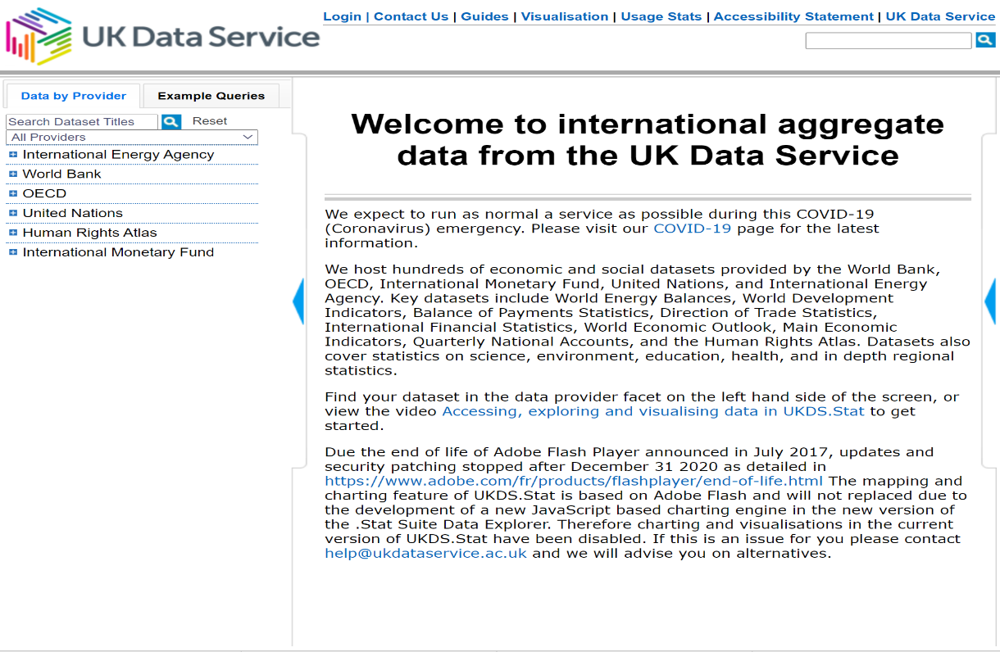 UK Data Service
Login | Contact Us | Guides | Visualisation | Usage Stats | Accessibility Statement | UK Data Service
Data by Provider
Example Queries
Search Dataset Titles
Reset
All Providers
International Energy Agency
World Bank
OECD
United Nations
Human Rights Atlas
International Monetary Fund
Welcome to international aggregate
data from the UK Data Service
We expect to run as normal a service as possible during this COVID-19
(Coronavirus) emergency. Please visit our COVID-19 page for the latest
information.
We host hundreds of economic and social datasets provided by the World Bank,
OECD, International Monetary Fund, United Nations, and International Energy
Agency. Key datasets include World Energy Balances, World Development
Indicators, Balance of Payments Statistics, Direction of Trade Statistics,
International Financial Statistics, World Economic Outlook, Main Economic
Indicators, Quarterly National Accounts, and the Human Rights Atlas. Datasets also
cover statistics on science, environment, education, health, and in depth regional
statistics.
Find your dataset in the data provider facet on the left hand side of the screen, or
view the video Accessing, exploring and visualising data in UKDS.Stat to get
started.
Due the end of life of Adobe Flash Player announced in July 2017, updates and
security patching stopped after December 31 2020 as detailed in
https://www.adobe.com/fr/products/flashplayer/end-of-life.html The mapping and
charting feature of UKDS.Stat is based on Adobe Flash and will not replaced due to
the development of a new JavaScript based charting engine in the new version of
the .Stat Suite Data Explorer. Therefore charting and visualisations in the current
version of UKDS.Stat have been disabled. If this is an issue for you please contact
help@ukdataservice.ac.uk and we will advise you on alternatives.